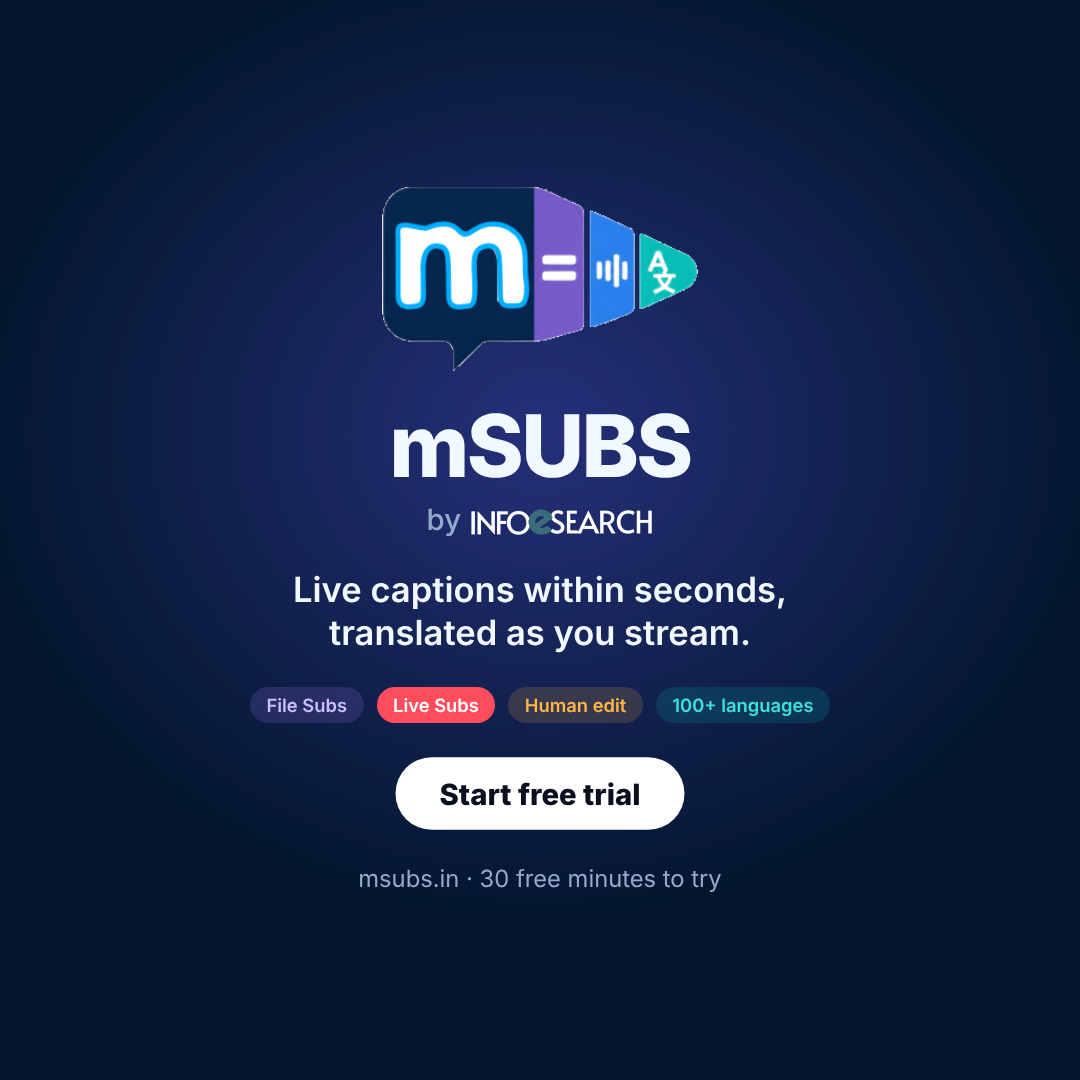 m
A
文
mSUBS
by INFOeSEARCH
Live captions within seconds,
translated as you stream.
File Subs Live Subs Human edit 100+ languages
Start free trial
msubs.in · 30 free minutes to try